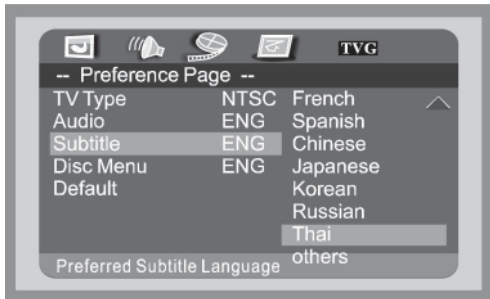 TVG
-- Preference Page --
TV Type NTSC French
Audio ENG Spanish
Subtitle ENG Chinese
Disc Menu ENG Japanese
Default Korean
Russian
Thai
others
Preferred Subtitle Language